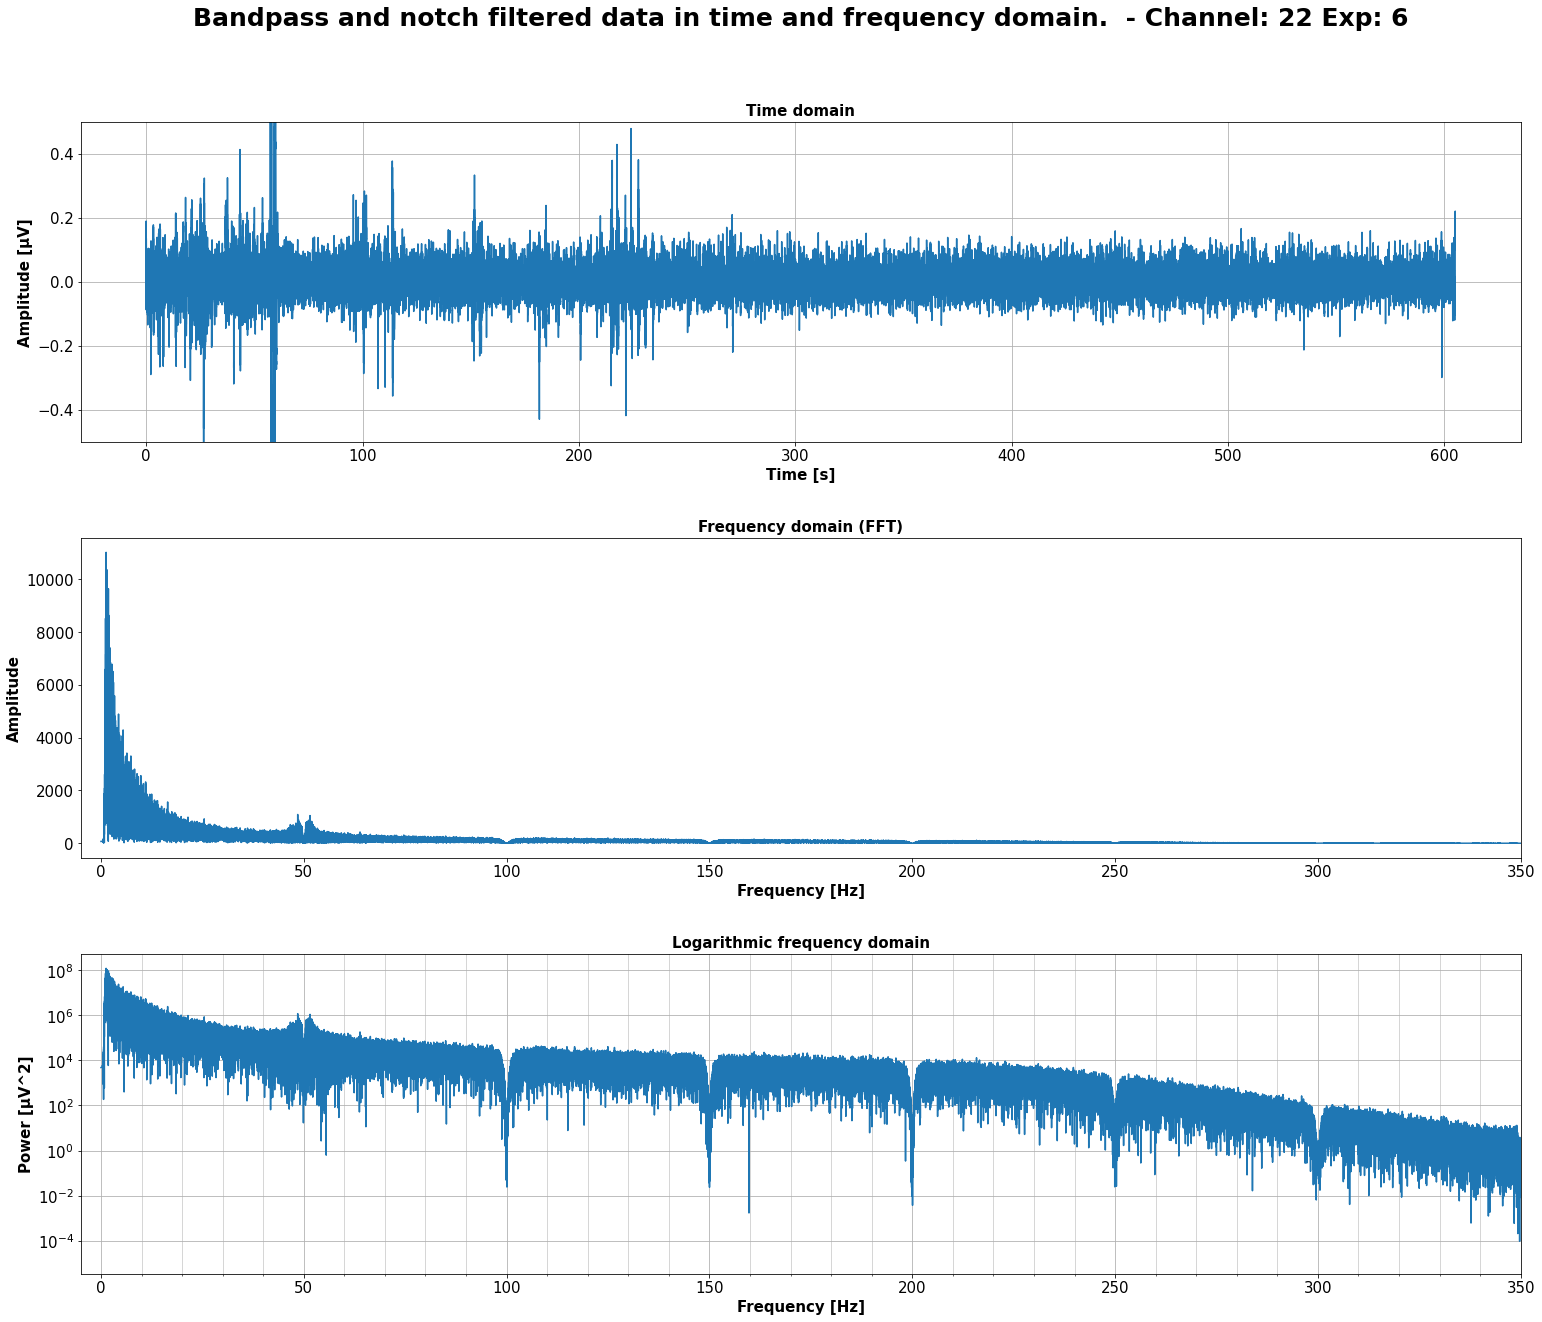 Bandpass and notch filtered data in time and frequency domain.  - Channel: 22 Exp: 6
Time domain
0.4
0.2
0.0
−0.2
−0.4
Amplitude [µV]
0 100 200 300 400 500 600
Time [s]
Frequency domain (FFT)
10000
8000
6000
4000
2000
0
Amplitude
0 50 100 150 200 250 300 350
Frequency [Hz]
Logarithmic frequency domain
10^8
10^6
10^4
10^2
10^0
10^−2
10^−4
Power [µV^2]
0 50 100 150 200 250 300 350
Frequency [Hz]